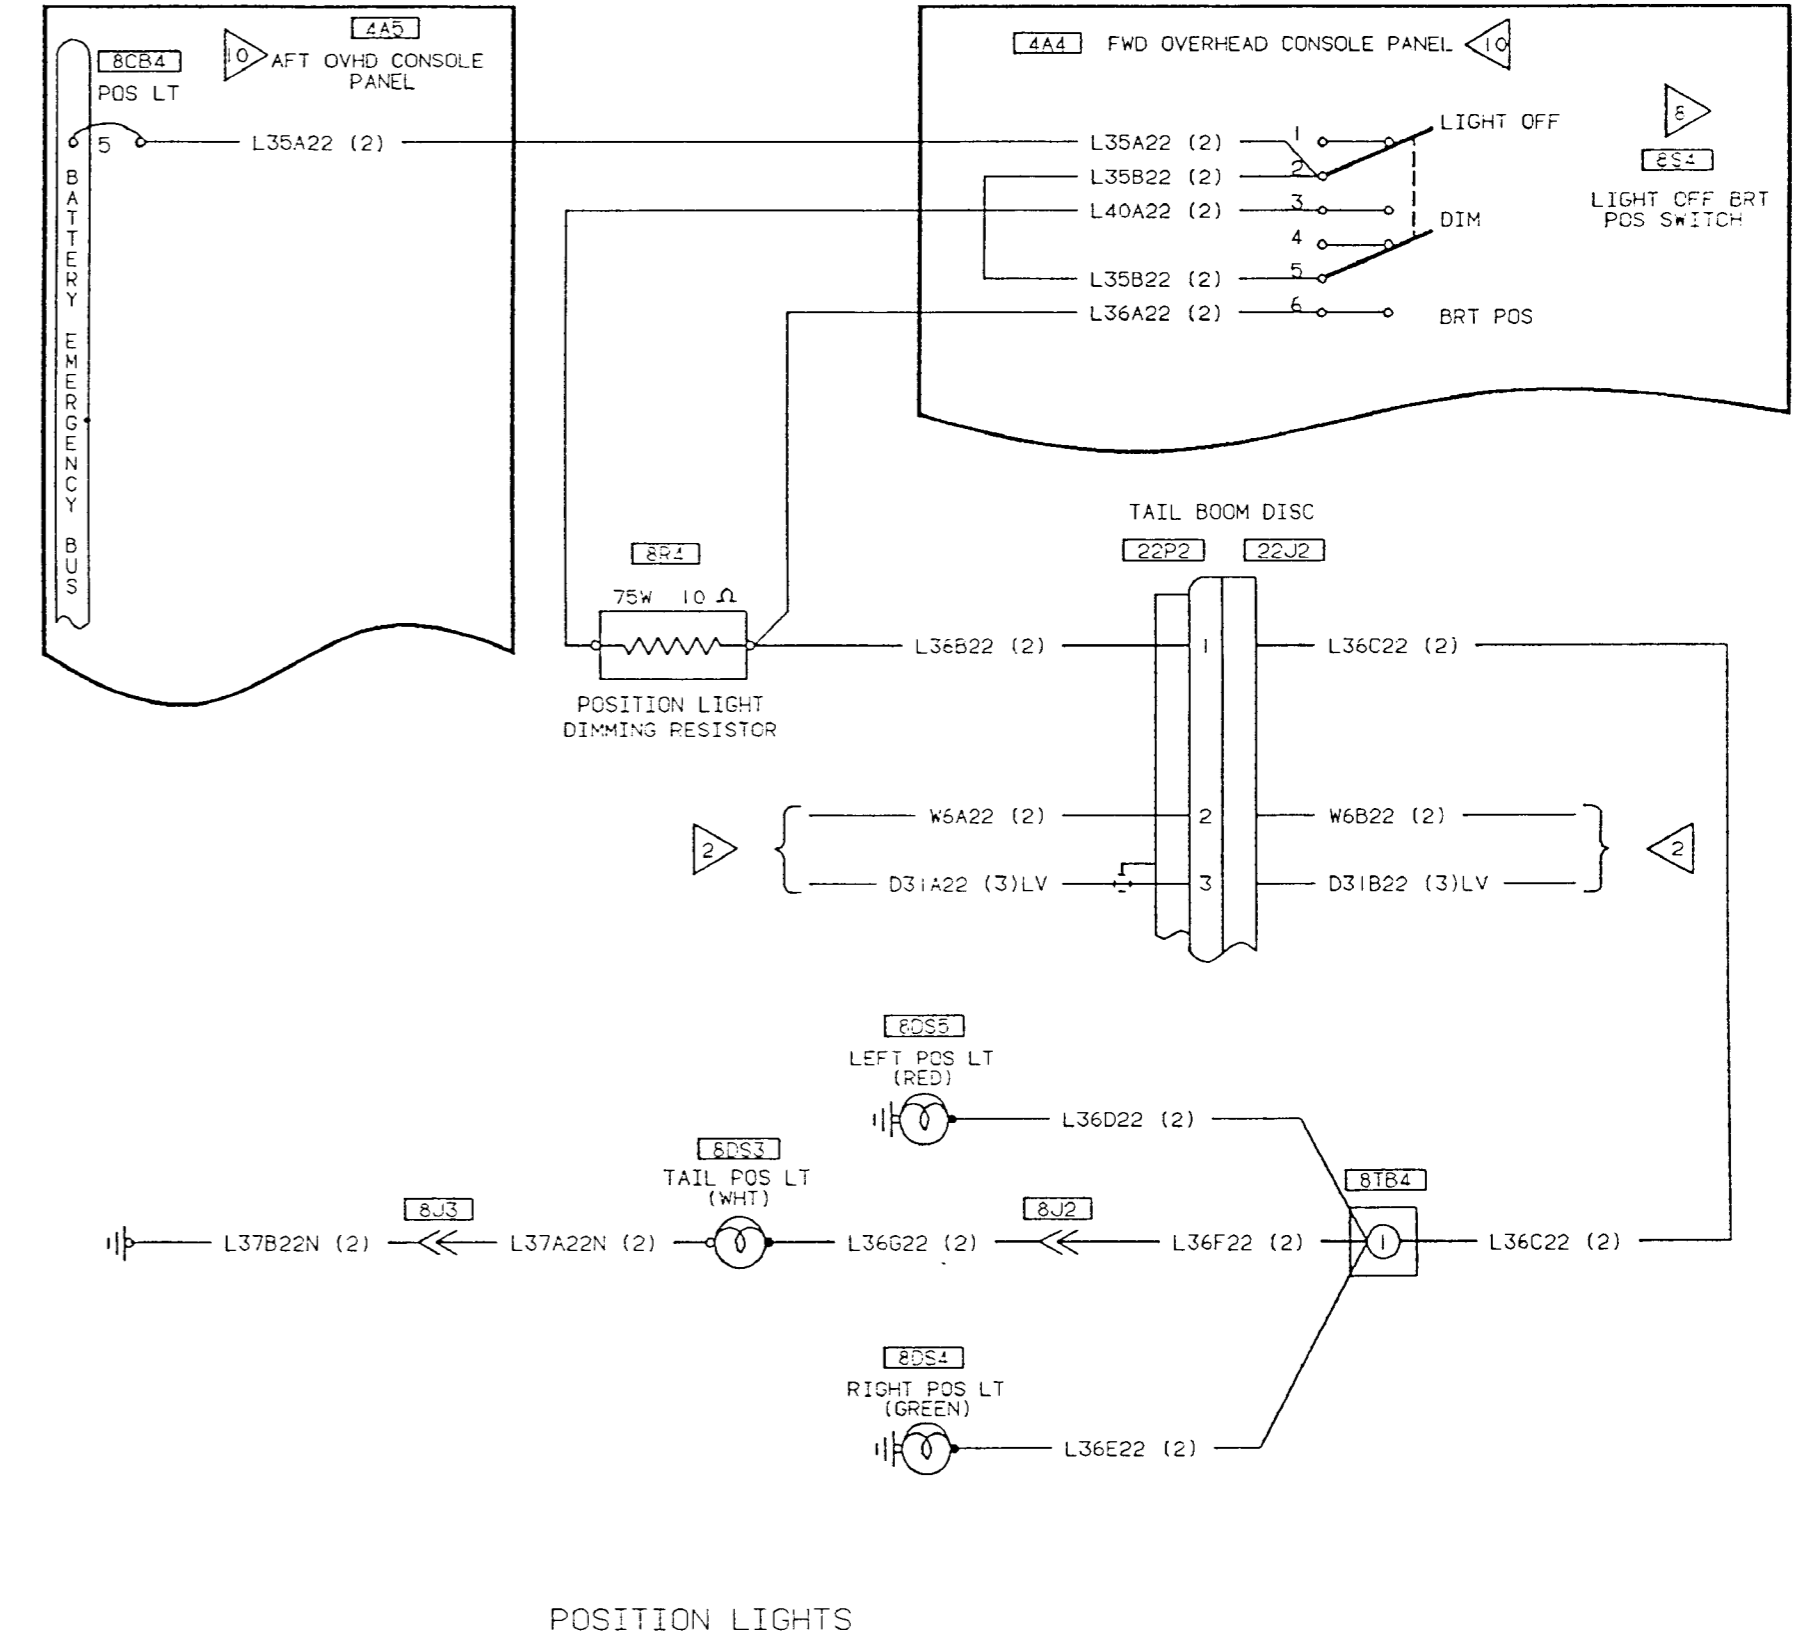 4A5
8CB4
10
AFT OVHD CONSOLE
PANEL
POS LT
5
L35A22 (2)
BATTERY EMERGENCY BUS
4A4
FWD OVERHEAD CONSOLE PANEL
10
8
8S4
LIGHT OFF BRT
POS SWITCH
L35A22 (2)
1
LIGHT OFF
L35B22 (2)
2
L40A22 (2)
3
DIM
4
L35B22 (2)
5
L36A22 (2)
6
BRT POS
TAIL BOOM DISC
22P2
22J2
8R4
75W 10 Ω
POSITION LIGHT
DIMMING RESISTOR
L36B22 (2)
1
L36C22 (2)
2
W6A22 (2)
2
W6B22 (2)
2
D31A22 (3)LV
3
D31B22 (3)LV
8DS5
LEFT POS LT
(RED)
L36D22 (2)
8DS3
TAIL POS LT
(WHT)
8TB4
8J3
8J2
L37B22N (2)
L37A22N (2)
L36G22 (2)
L36F22 (2)
1
L36C22 (2)
8DS4
RIGHT POS LT
(GREEN)
L36E22 (2)
POSITION LIGHTS